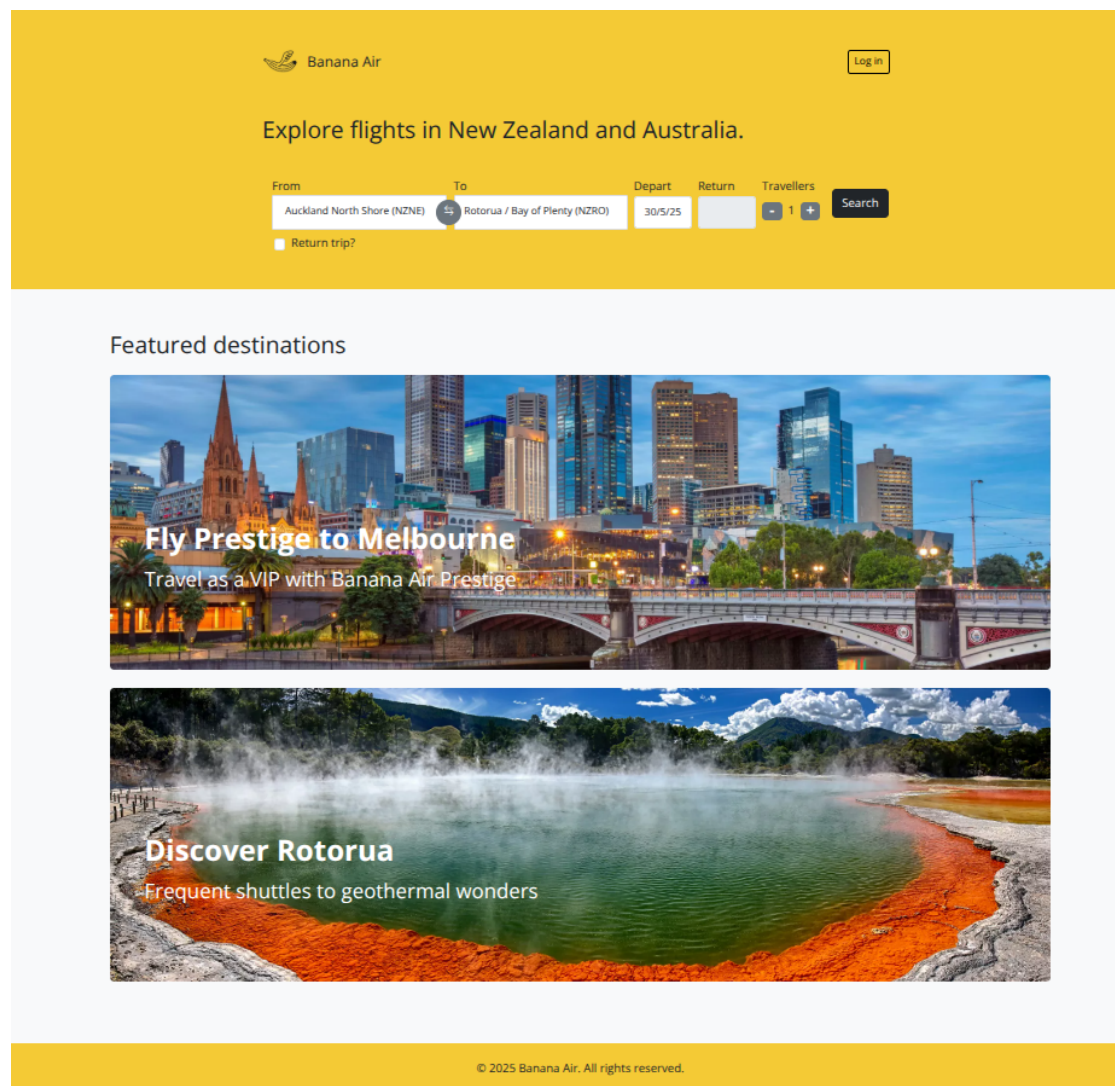 Banana Air
Log in
Explore flights in New Zealand and Australia.
From To Depart Return Travellers
Auckland North Shore (NZNE) ⇆ Rotorua / Bay of Plenty (NZRO) 30/5/25 - 1 + Search
Return trip?
Featured destinations
Fly Prestige to Melbourne
Travel as a VIP with Banana Air Prestige
Discover Rotorua
Frequent shuttles to geothermal wonders
© 2025 Banana Air. All rights reserved.